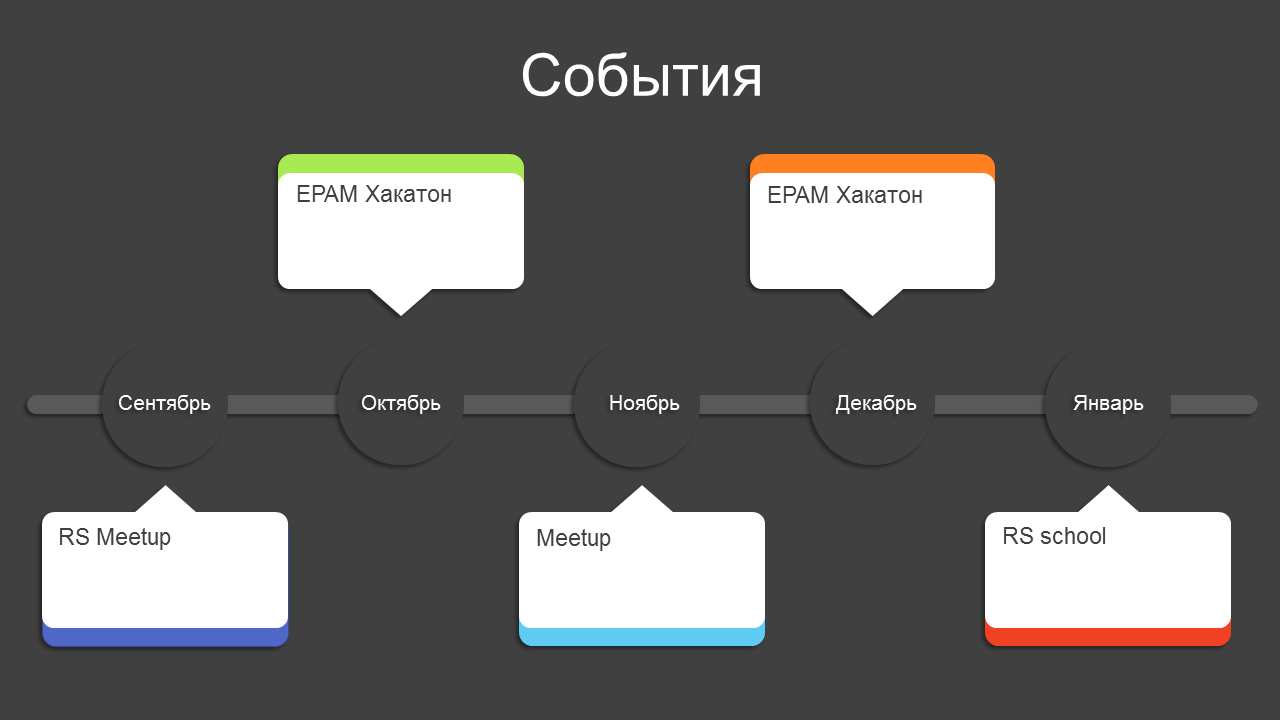 События
EPAM Хакатон
EPAM Хакатон
Сентябрь
Октябрь
Ноябрь
Декабрь
Январь
RS Meetup
Meetup
RS school